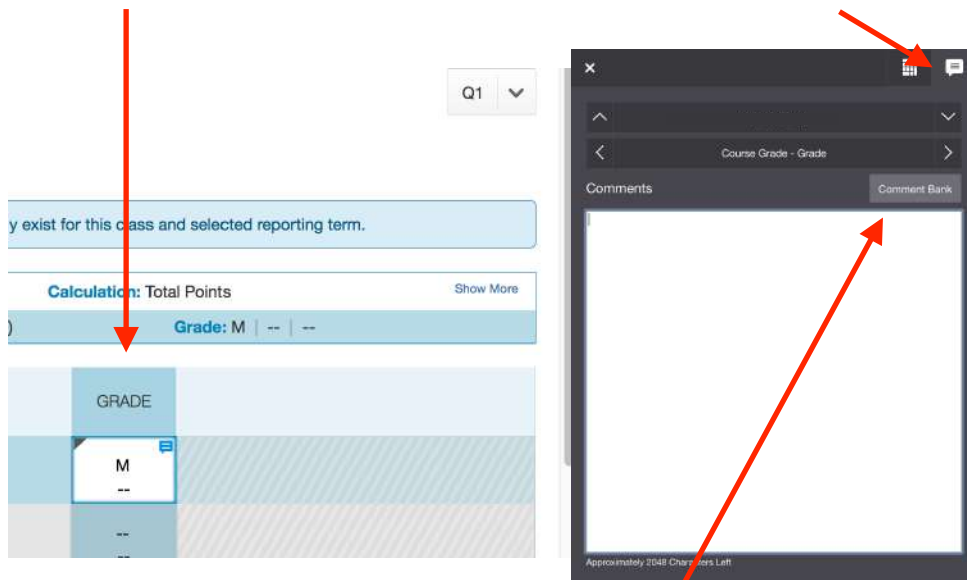 Q1
y exist for this class and selected reporting term.
Calculation: Total Points Show More
) Grade: M | -- | --
GRADE
M
--
--
--
Course Grade - Grade
Comments Comment Bank
Approximately 2048 Characters Left